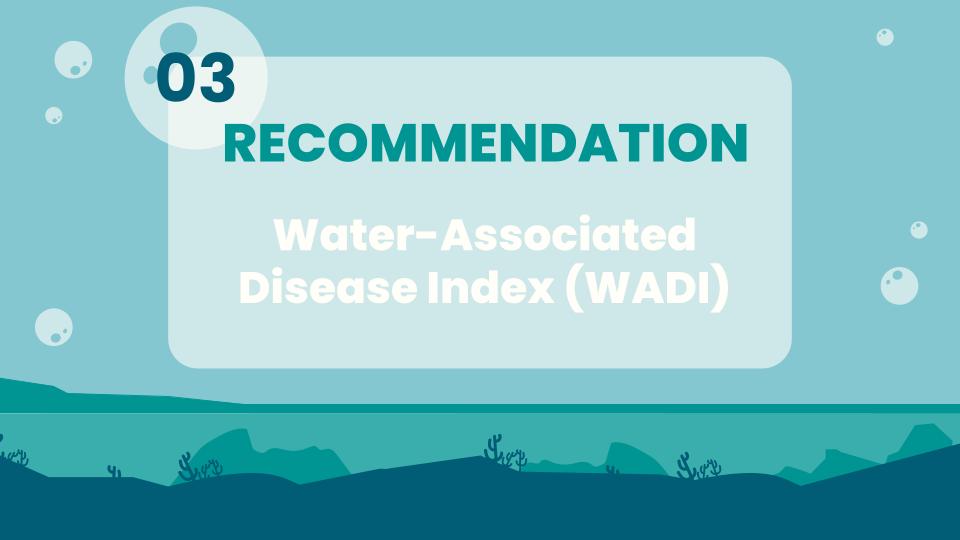 03
RECOMMENDATION
Water-Associated
Disease Index (WADI)